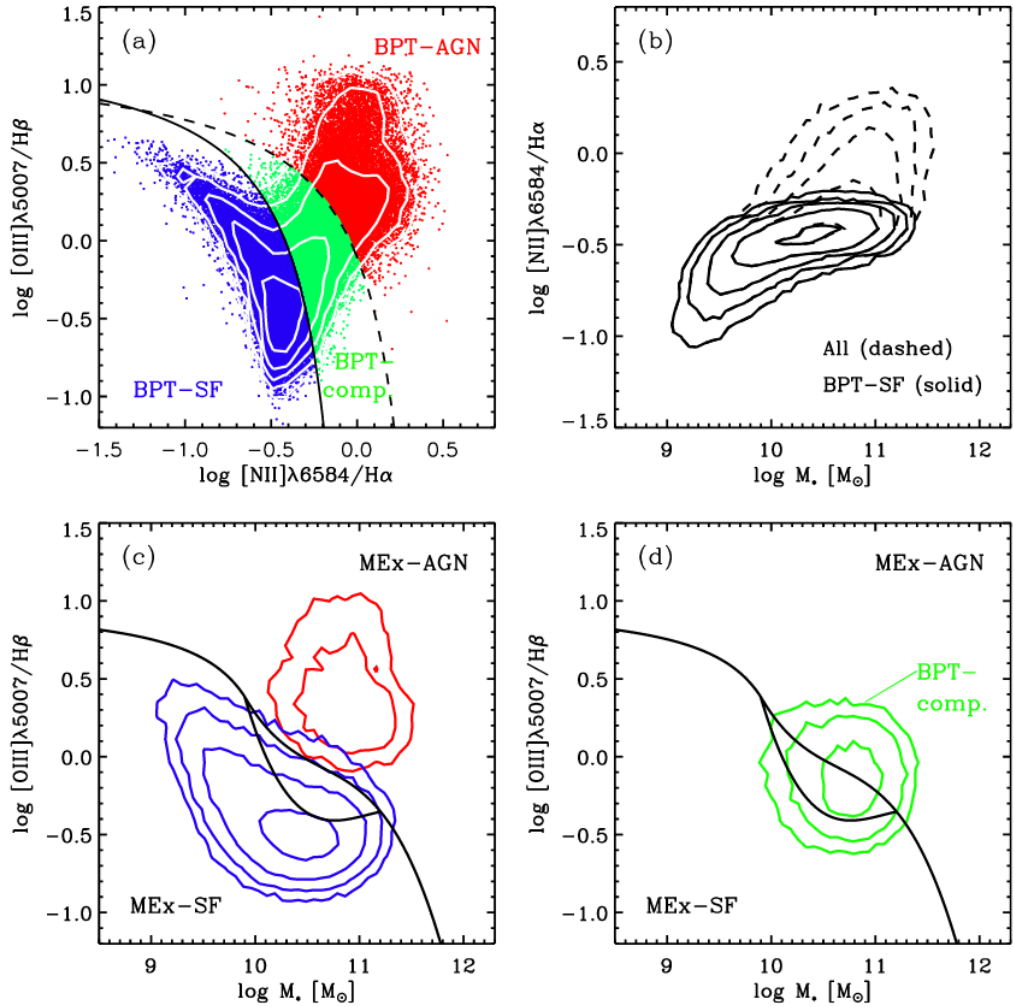 (a)
BPT-AGN
BPT-SF
BPT-
comp.
log [OIII]λ5007/Hβ
1.5
1.0
0.5
0.0
-0.5
-1.0
-1.5 -1.0 -0.5 0.0 0.5
log [NII]λ6584/Hα
(b)
log [NII]λ6584/Hα
0.5
0.0
-0.5
-1.0
-1.5
All (dashed)
BPT-SF (solid)
9 10 11 12
log M* [M⊙]
(c)
MEx-AGN
log [OIII]λ5007/Hβ
1.5
1.0
0.5
0.0
-0.5
-1.0
MEx-SF
9 10 11 12
log M* [M⊙]
(d)
MEx-AGN
log [OIII]λ5007/Hβ
1.5
1.0
0.5
0.0
-0.5
-1.0
BPT-
comp.
MEx-SF
9 10 11 12
log M* [M⊙]